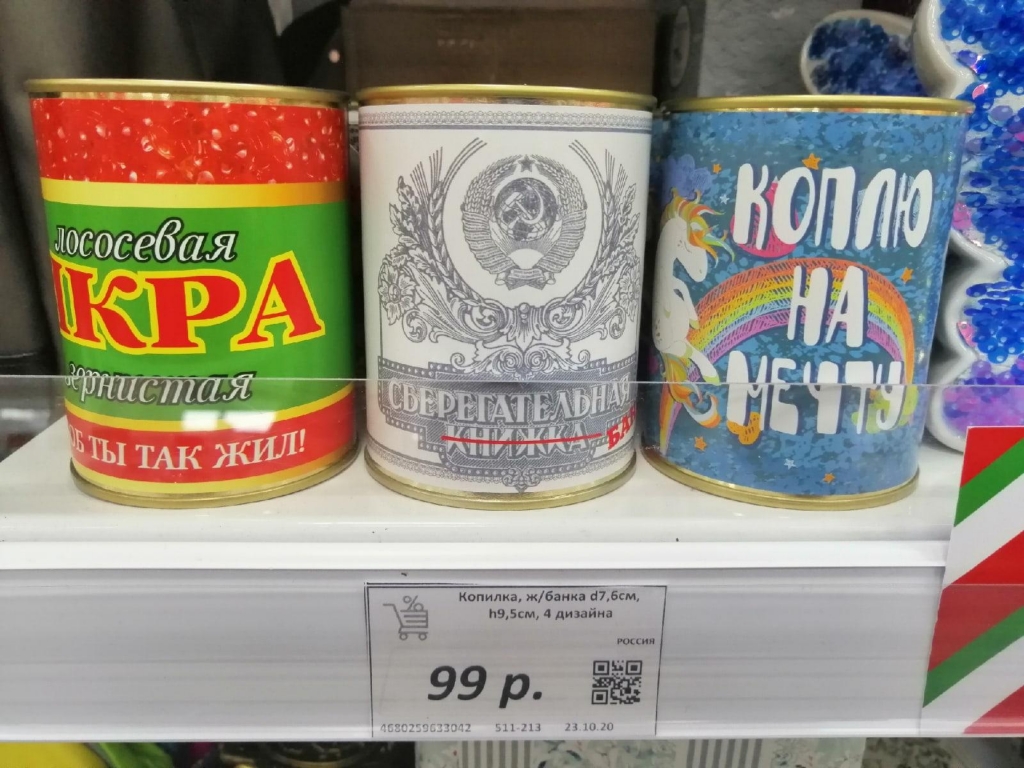 лососевая
ИКРА
зернистая
Б ТЫ ТАК ЖИЛ!
СБЕРЕГАТЕЛЬНАЯ
КНИЖКА
КОПЛЮ
НА
МЕЧТУ
Копилка, ж/банка d7,6см,
h9,5см, 4 дизайна
РОССИЯ
99 р.
4680259633042 511-213 23.10.20